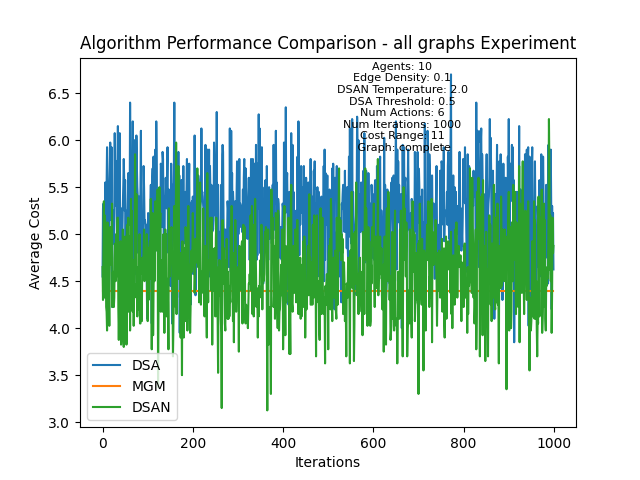 Algorithm Performance Comparison - all graphs Experiment
Agents: 10
Edge Density: 0.1
DSAN Temperature: 2.0
DSA Threshold: 0.5
Num Actions: 6
Num Iterations: 1000
Cost Range: 11
Graph: complete
Average Cost
6.5
6.0
5.5
5.0
4.5
4.0
3.5
3.0
DSA
MGM
DSAN
0
200
400
600
800
1000
Iterations